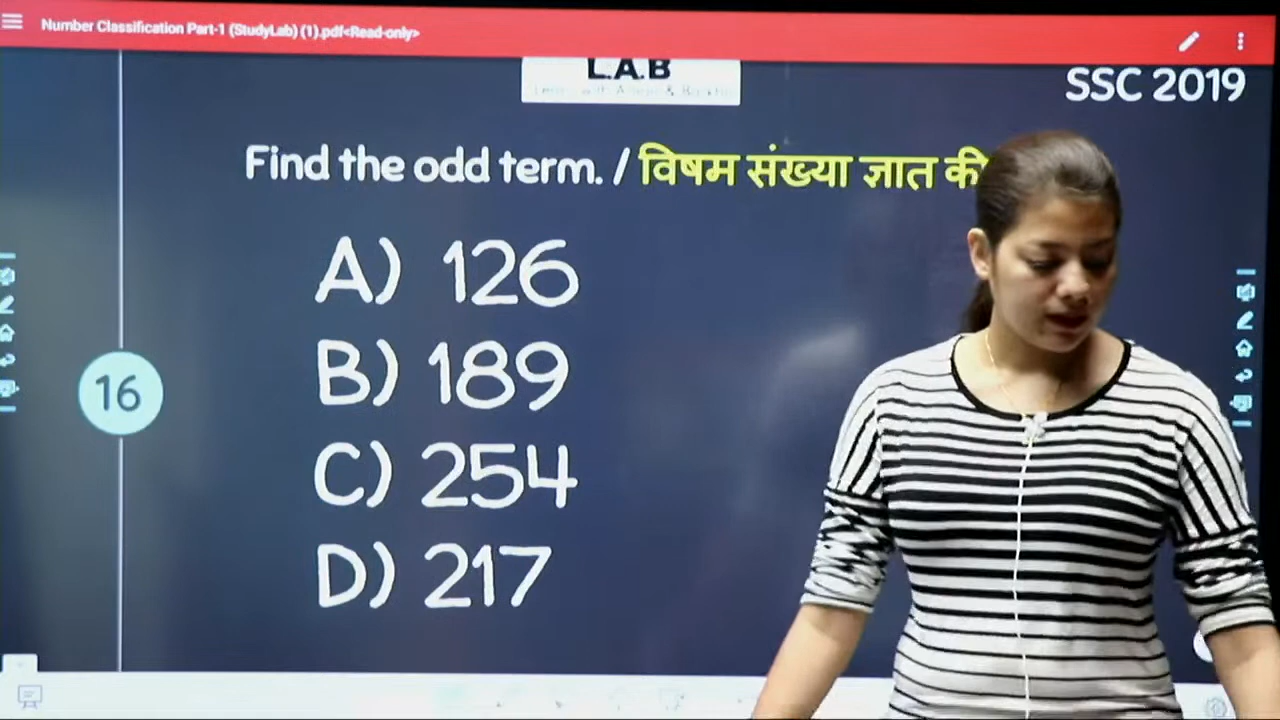 Number Classification Part-1 (StudyLab) (1).pdf<Read-only>
L.A.B
SSC 2019
Find the odd term. / विषम संख्या ज्ञात की
A) 126
B) 189
16
C) 254
D) 217